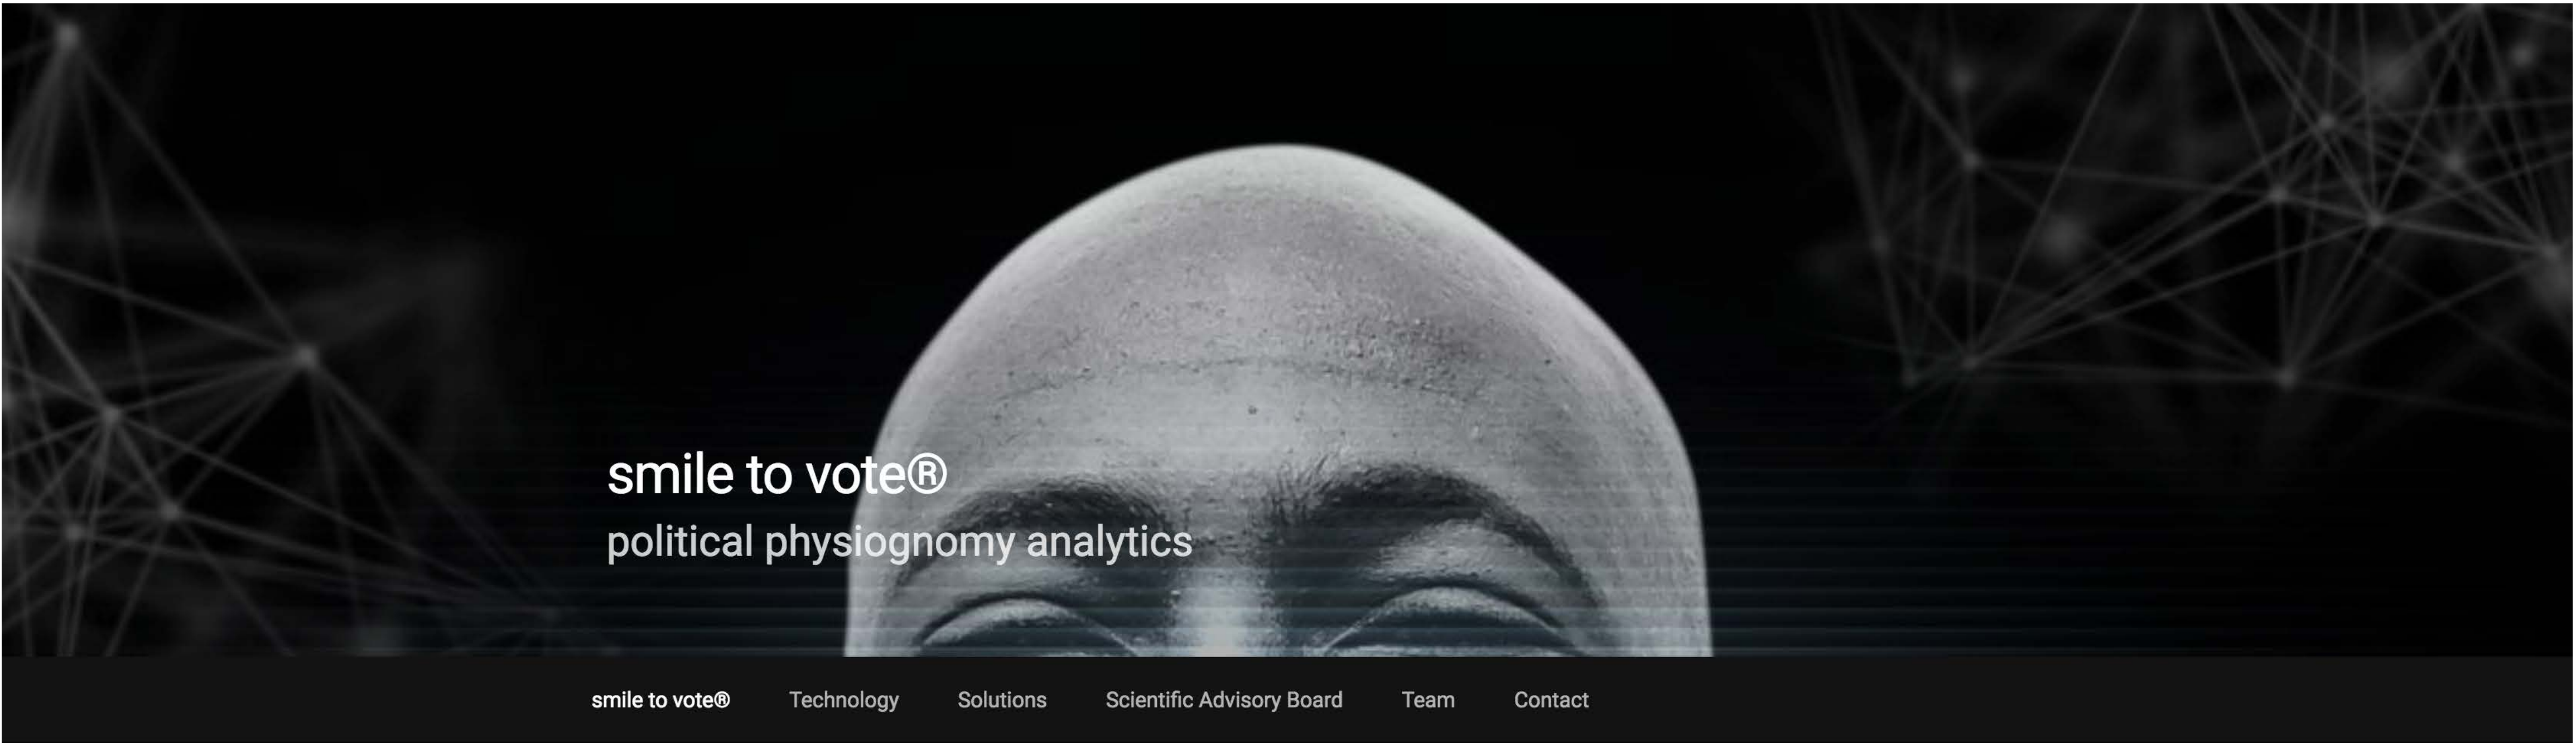 smile to vote®
political physiognomy analytics
smile to vote® Technology Solutions Scientific Advisory Board Team Contact